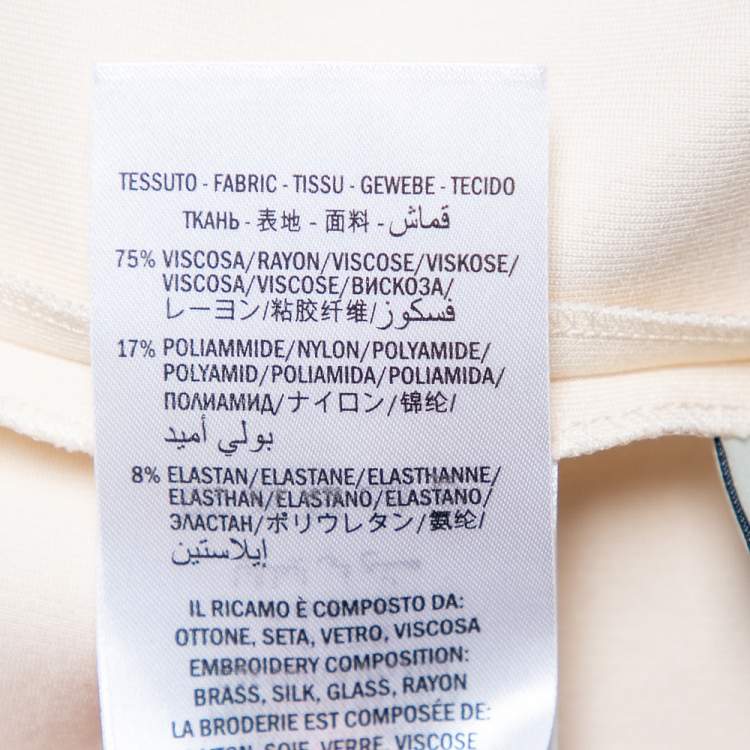 TESSUTO - FABRIC - TISSU - GEWEBE - TECIDO
ТКАНЬ - 表地 - 面料 - قماش
75% VISCOSA/RAYON/VISCOSE/VISKOSE/
VISCOSA/VISCOSE/ВИСКОЗА/
レーヨン/粘胶纤维/فسكوز
17% POLIAMMIDE/NYLON/POLYAMIDE/
POLYAMID/POLIAMIDA/POLIAMIDA/
ПОЛИАМИД/ナイロン/锦纶/
بولي أميد
8% ELASTAN/ELASTANE/ELASTHANNE/
ELASTHAN/ELASTANO/ELASTANO/
ЭЛАСТАН/ポリウレタン/氨纶/
إيلاستين
IL RICAMO È COMPOSTO DA:
OTTONE, SETA, VETRO, VISCOSA
EMBROIDERY COMPOSITION:
BRASS, SILK, GLASS, RAYON
LA BRODERIE EST COMPOSÉE DE:
SOIE, VERRE, VISCOSE